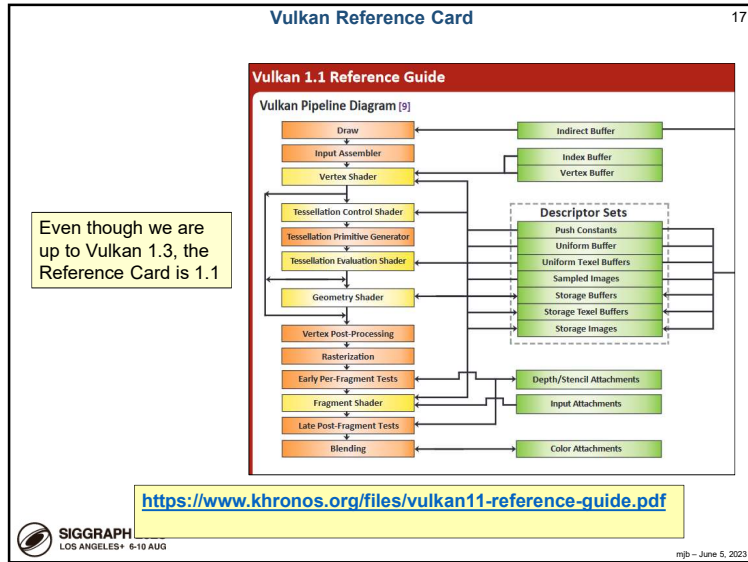 Vulkan Reference Card
17
Vulkan 1.1 Reference Guide
Vulkan Pipeline Diagram [9]
Draw
Indirect Buffer
Input Assembler
Index Buffer
Vertex Shader
Vertex Buffer
Tessellation Control Shader
Descriptor Sets
Push Constants
Tessellation Primitive Generator
Uniform Buffer
Tessellation Evaluation Shader
Uniform Texel Buffers
Sampled Images
Geometry Shader
Storage Buffers
Storage Texel Buffers
Vertex Post-Processing
Storage Images
Rasterization
Early Per-Fragment Tests
Depth/Stencil Attachments
Fragment Shader
Input Attachments
Late Post-Fragment Tests
Blending
Color Attachments
Even though we are
up to Vulkan 1.3, the
Reference Card is 1.1
https://www.khronos.org/files/vulkan11-reference-guide.pdf
SIGGRAPH
LOS ANGELES+ 6-10 AUG
mjb – June 5, 2023